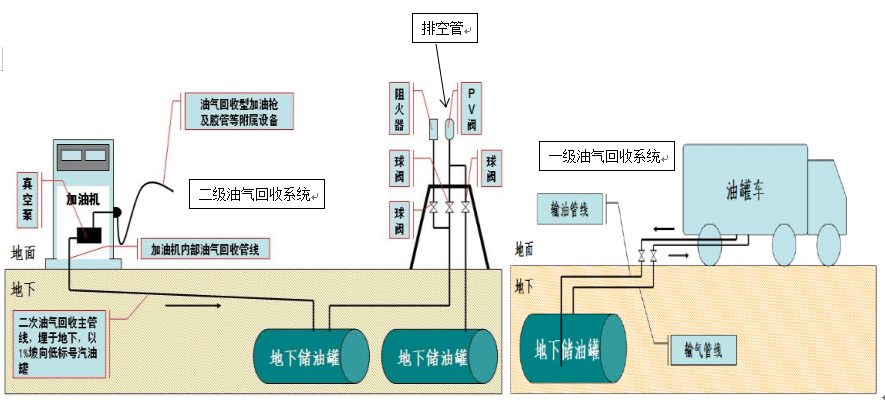 排空管
油气回收型加油枪
及胶管等附属设备
阻火器
PV阀
球阀
球阀
球阀
真空泵
加油机
二级油气回收系统
加油机内部油气回收管线
地面
地下
二次油气回收主管
线，埋于地下，以
1%坡向低标号汽油
罐
地下储油罐
地下储油罐
一级油气回收系统
油罐车
输油管线
地面
地下
地下储油罐
输气管线